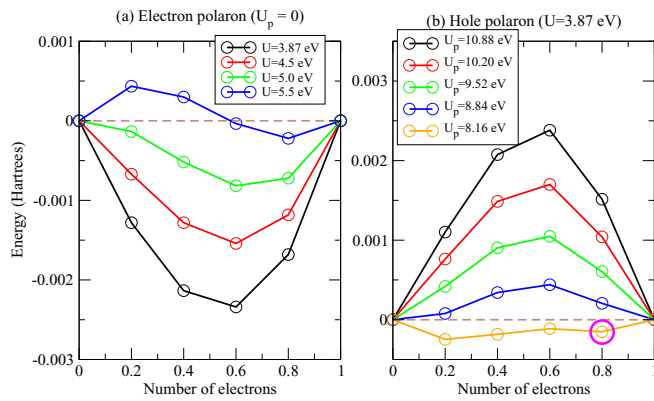 (a) Electron polaron (U_p = 0)
U=3.87 eV
U=4.5 eV
U=5.0 eV
U=5.5 eV
0.001
0
-0.001
-0.002
-0.003
Energy (Hartrees)
0 0.2 0.4 0.6 0.8 1
Number of electrons
(b) Hole polaron (U=3.87 eV)
U_p=10.88 eV
U_p=10.20 eV
U_p=9.52 eV
U_p=8.84 eV
U_p=8.16 eV
0.003
0.002
0.001
0
0 0.2 0.4 0.6 0.8 1
Number of electrons